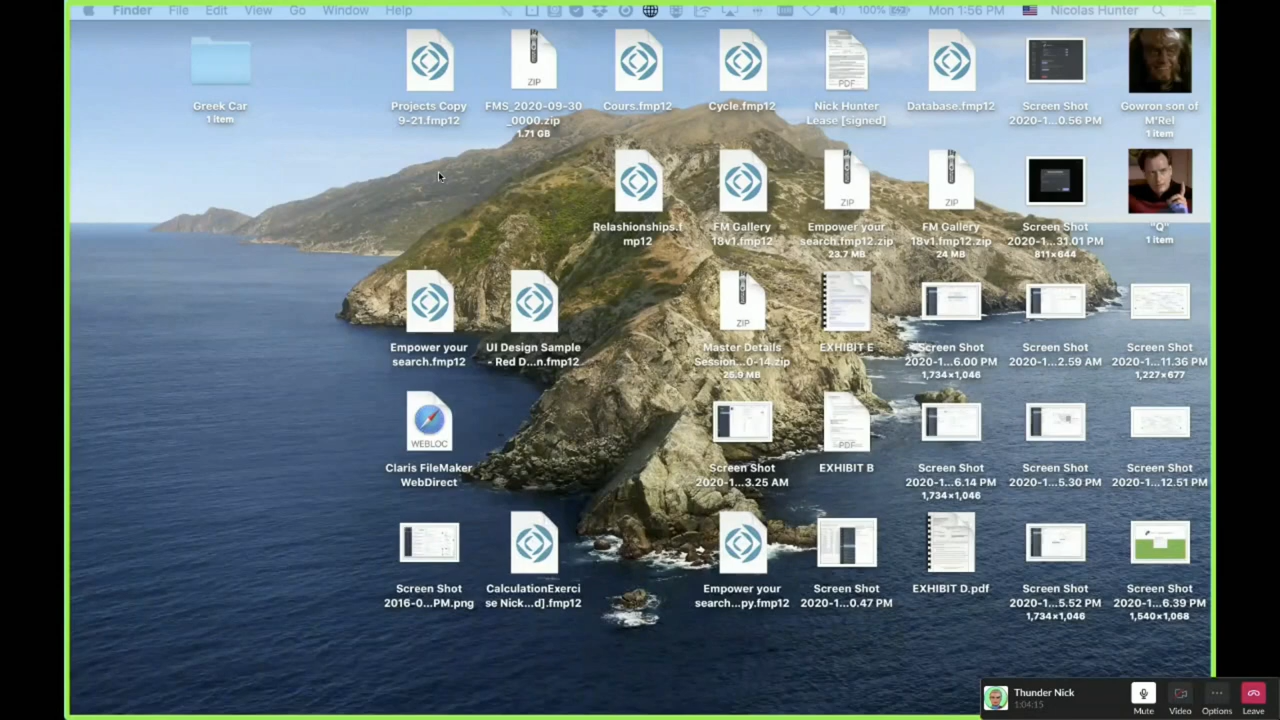 Finder File Edit View Go Window Help 100% Mon 1:56 PM Nicolas Hunter
Greek Car
1 item
Projects Copy
9-21.fmp12
ZIP
FMS_2020-09-30
_0000.zip
1.71 GB
Cours.fmp12
Cycle.fmp12
PDF
Nick Hunter
Lease [signed]
Database.fmp12
Screen Shot
2020-1...0.56 PM
Gowron son of
M'Rel
1 item
Relashionships.f
mp12
FM Gallery
18v1.fmp12
ZIP
Empower your
search.fmp12.zip
23.7 MB
ZIP
FM Gallery
18v1.fmp12.zip
24 MB
Screen Shot
2020-1...31.01 PM
811×644
"Q"
1 item
Empower your
search.fmp12
UI Design Sample
- Red D...n.fmp12
ZIP
Master Details
Session...0-14.zip
25.9 MB
EXHIBIT E
Screen Shot
2020-1...6.00 PM
1,734×1,046
Screen Shot
2020-1...2.59 AM
Screen Shot
2020-1...11.36 PM
1,227×677
WEBLOC
Claris FileMaker
WebDirect
Screen Shot
2020-1...3.25 AM
PDF
EXHIBIT B
Screen Shot
2020-1...6.14 PM
1,734×1,046
Screen Shot
2020-1...5.30 PM
Screen Shot
2020-1...12.51 PM
Screen Shot
2016-0...PM.png
CalculationExerci
se Nick...d].fmp12
Empower your
search...py.fmp12
Screen Shot
2020-1...0.47 PM
EXHIBIT D.pdf
Screen Shot
2020-1...5.52 PM
1,734×1,046
Screen Shot
2020-1...6.39 PM
1,540×1,068
Thunder Nick
1:04:15
Mute Video Options Leave